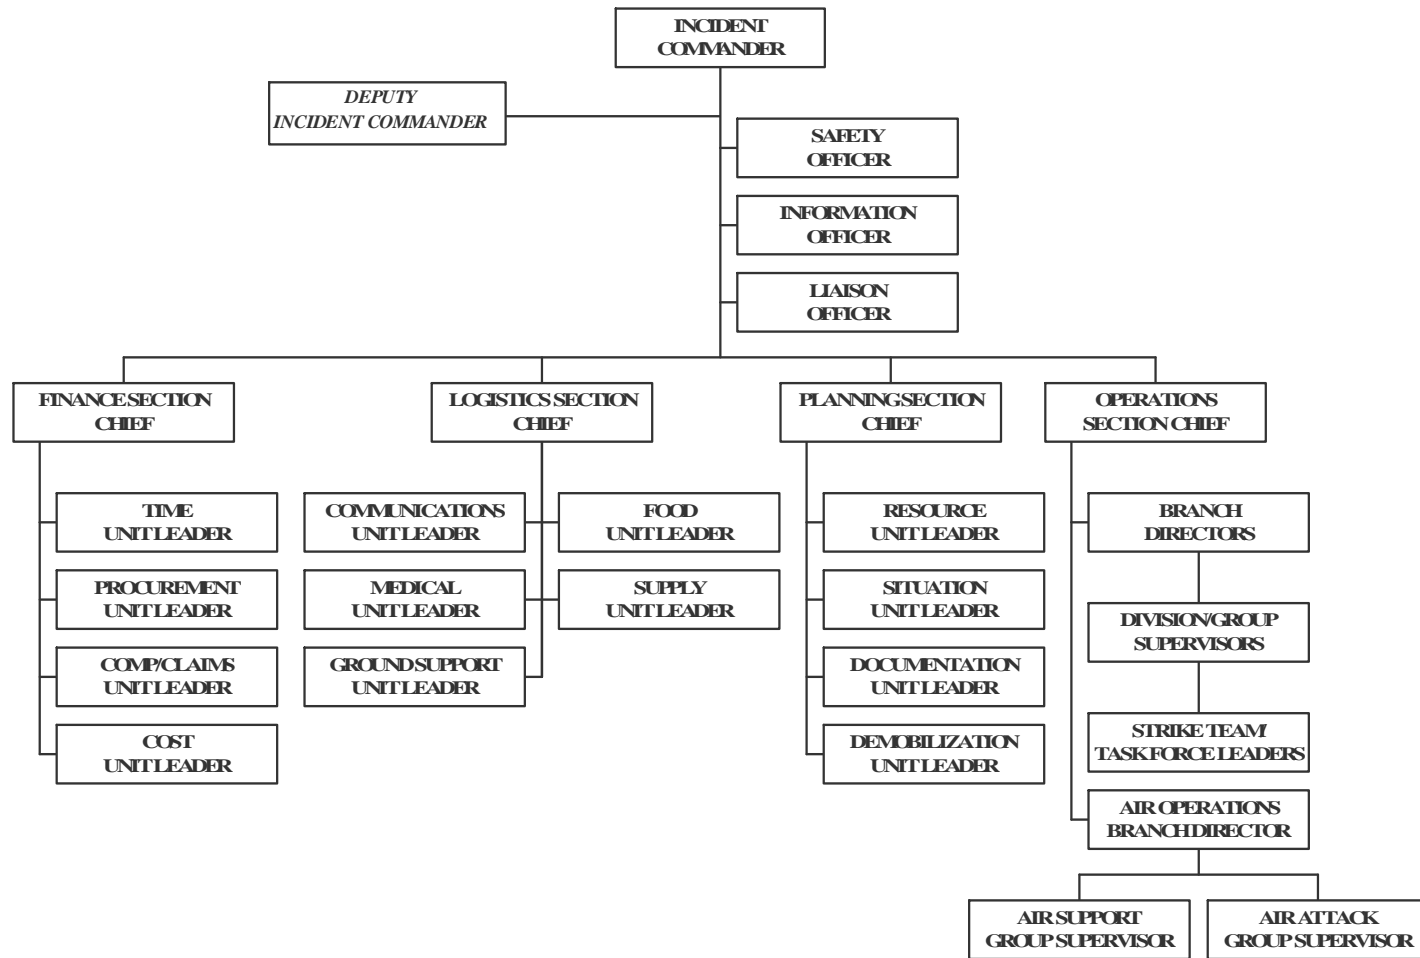 INCIDENT
COMMANDER
DEPUTY
INCIDENT COMMANDER
SAFETY
OFFICER
INFORMATION
OFFICER
LIAISON
OFFICER
FINANCE SECTION
CHIEF
LOGISTICS SECTION
CHIEF
PLANNING SECTION
CHIEF
OPERATIONS
SECTION CHIEF
TIME
UNIT LEADER
PROCUREMENT
UNIT LEADER
COMP/CLAIMS
UNIT LEADER
COST
UNIT LEADER
COMMUNICATIONS
UNIT LEADER
MEDICAL
UNIT LEADER
GROUND SUPPORT
UNIT LEADER
FOOD
UNIT LEADER
SUPPLY
UNIT LEADER
RESOURCE
UNIT LEADER
SITUATION
UNIT LEADER
DOCUMENTATION
UNIT LEADER
DEMOBILIZATION
UNIT LEADER
BRANCH
DIRECTORS
DIVISION/GROUP
SUPERVISORS
STRIKE TEAM/
TASK FORCE LEADERS
AIR OPERATIONS
BRANCH DIRECTOR
AIR SUPPORT
GROUP SUPERVISOR
AIR ATTACK
GROUP SUPERVISOR